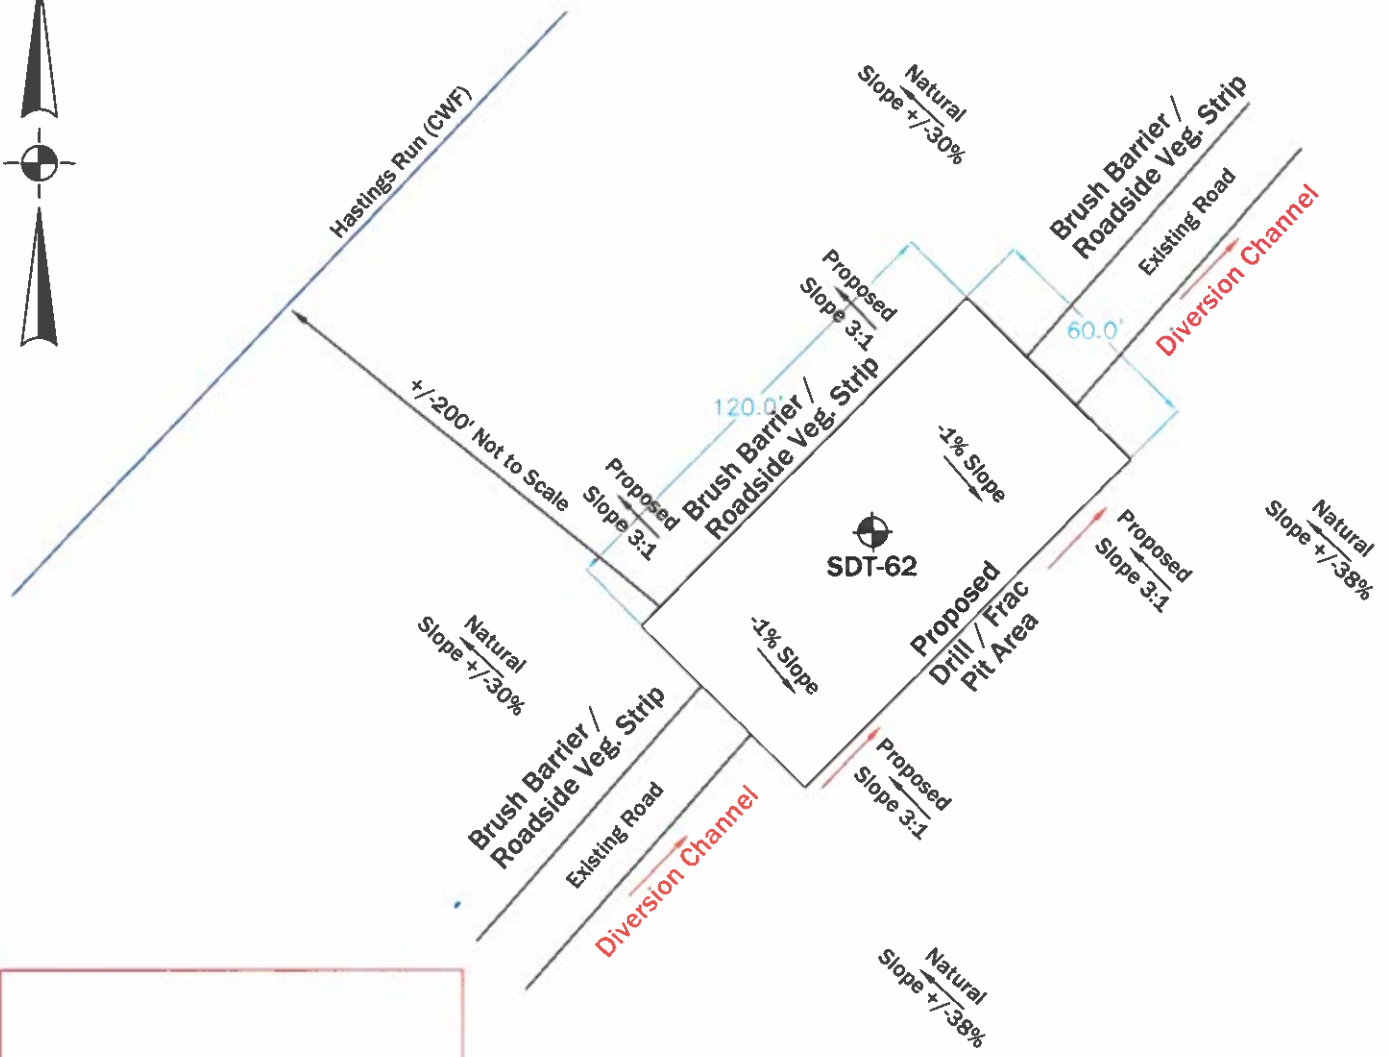 Natural
Slope +/-30%
Brush Barrier /
Roadside Veg. Strip
Existing Road
Diversion Channel
Hastings Run (CWF)
Proposed
Slope 3:1
60.0'
120.0'
Brush Barrier /
Roadside Veg. Strip
+/-200' Not to Scale
Proposed
Slope 3:1
-1% Slope
SDT-62
Proposed
Slope 3:1
Natural
Slope +/-38%
Proposed
Drill / Frac
Pit Area
-1% Slope
Natural
Slope +/-30%
Brush Barrier /
Roadside Veg. Strip
Existing Road
Diversion Channel
Proposed
Slope 3:1
Natural
Slope +/-38%